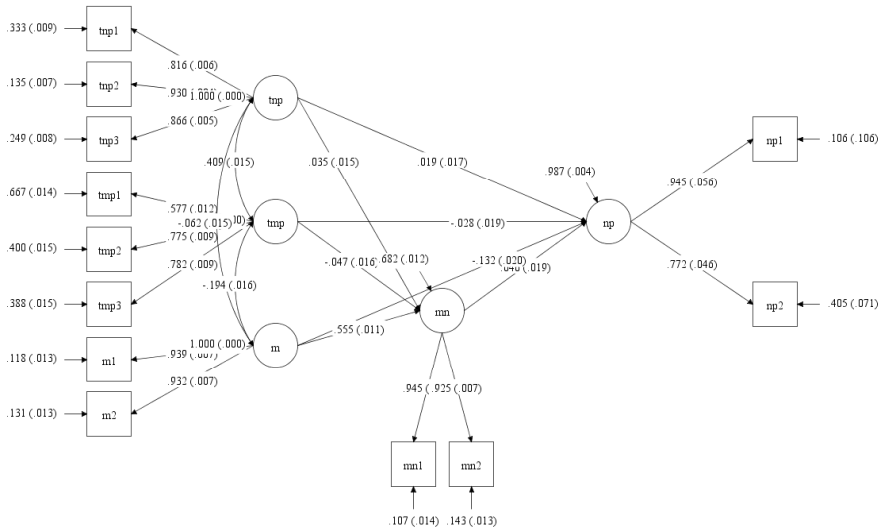 .333 (.009)
tnp1
.816 (.006)
.135 (.007)
tnp2
.930
1.000 (.000)
tnp
.249 (.008)
tnp3
.866 (.005)
np1
.106 (.106)
.409 (.015)
.035 (.015)
.019 (.017)
.987 (.004)
.945 (.056)
.667 (.014)
tmp1
.577 (.012)
-.062 (.015)
tmp
-.028 (.019)
np
.400 (.015)
tmp2
.775 (.009)
.782 (.009)
-.047 (.016)
.682 (.012)
-.132 (.020)
(.019)
.772 (.046)
-.194 (.016)
.388 (.015)
tmp3
mn
np2
.405 (.071)
.555 (.011)
1.000 (.000)
m
.118 (.013)
m1
.939 (.007)
.932 (.007)
.131 (.013)
m2
.945 (
.925 (.007)
mn1
mn2
.107 (.014)
.143 (.013)